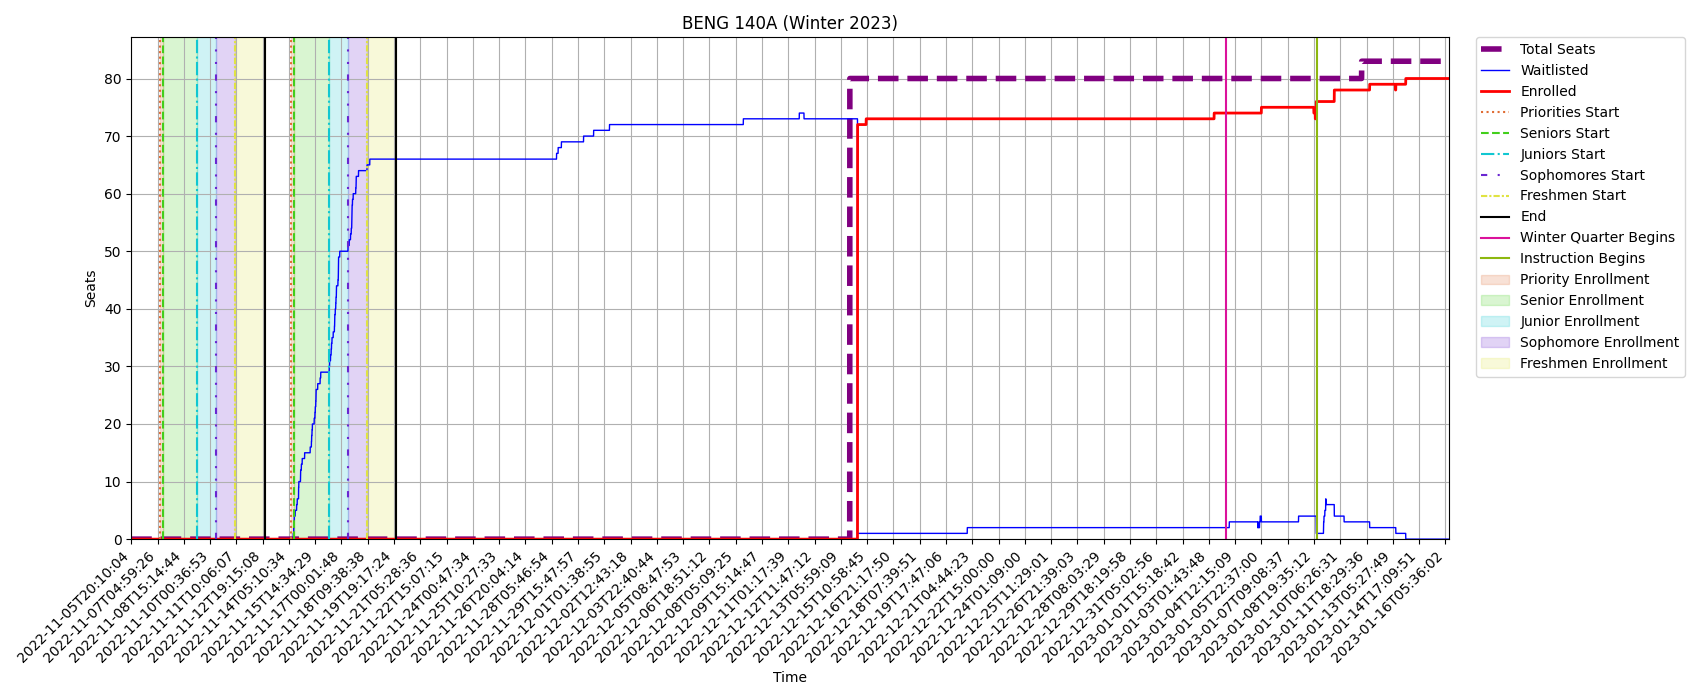 BENG 140A (Winter 2023)
Seats
80
70
60
50
40
30
20
10
0
2022-11-05T20:10:04
2022-11-07T04:59:26
2022-11-08T15:14:44
2022-11-10T00:36:53
2022-11-11T10:06:07
2022-11-12T19:15:08
2022-11-14T05:10:34
2022-11-15T14:34:29
2022-11-17T00:01:48
2022-11-18T09:38:38
2022-11-19T19:17:24
2022-11-21T05:28:36
2022-11-22T15:07:15
2022-11-24T00:47:34
2022-11-25T10:27:33
2022-11-26T20:04:14
2022-11-28T05:46:54
2022-11-29T15:47:57
2022-12-01T01:38:55
2022-12-02T12:43:18
2022-12-03T22:40:44
2022-12-05T08:47:53
2022-12-06T18:51:12
2022-12-08T05:09:25
2022-12-09T15:14:47
2022-12-11T01:17:39
2022-12-12T11:47:12
2022-12-13T15:59:09
2022-12-15T10:58:45
2022-12-16T21:17:50
2022-12-18T07:39:51
2022-12-19T17:47:06
2022-12-21T04:44:23
2022-12-22T15:00:00
2022-12-24T01:09:00
2022-12-25T11:29:01
2022-12-26T21:39:03
2022-12-28T08:03:29
2022-12-29T18:19:58
2022-12-31T05:02:56
2023-01-01T15:18:42
2023-01-03T01:43:48
2023-01-04T12:15:09
2023-01-05T22:37:00
2023-01-07T09:08:37
2023-01-08T19:35:12
2023-01-10T06:26:31
2023-01-11T18:29:36
2023-01-13T05:27:49
2023-01-14T17:09:51
2023-01-16T05:36:02
Time
Total Seats
Waitlisted
Enrolled
Priorities Start
Seniors Start
Juniors Start
Sophomores Start
Freshmen Start
End
Winter Quarter Begins
Instruction Begins
Priority Enrollment
Senior Enrollment
Junior Enrollment
Sophomore Enrollment
Freshmen Enrollment